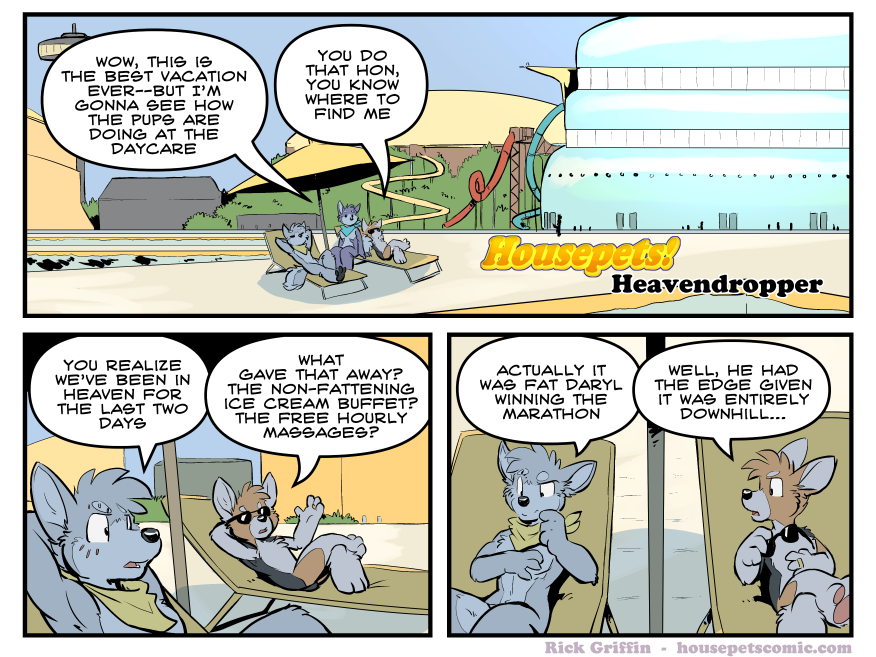 WOW, THIS IS
THE BEST VACATION
EVER--BUT I'M
GONNA SEE HOW
THE PUPS ARE
DOING AT THE
DAYCARE
YOU DO
THAT HON,
YOU KNOW
WHERE TO
FIND ME
Housepets!
Heavendropper
YOU REALIZE
WE'VE BEEN IN
HEAVEN FOR
THE LAST TWO
DAYS
WHAT
GAVE THAT AWAY?
THE NON-FATTENING
ICE CREAM BUFFET?
THE FREE HOURLY
MASSAGES?
ACTUALLY IT
WAS FAT DARYL
WINNING THE
MARATHON
WELL, HE HAD
THE EDGE GIVEN
IT WAS ENTIRELY
DOWNHILL...
Rick Griffin - housepetscomic.com